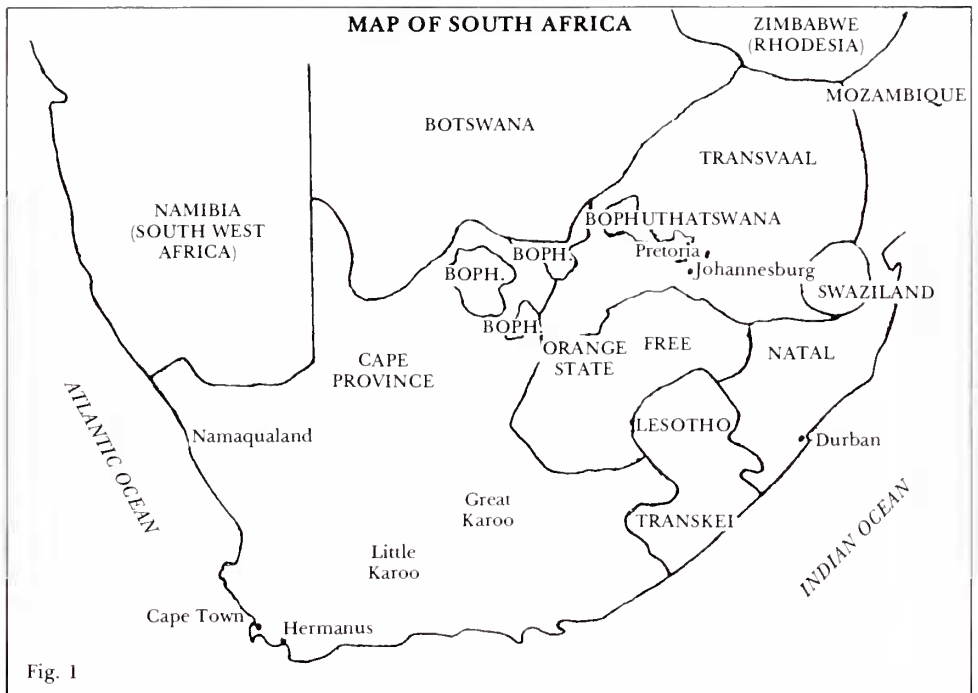 MAP OF SOUTH AFRICA
ZIMBABWE
(RHODESIA)
MOZAMBIQUE
BOTSWANA
TRANSVAAL
NAMIBIA
(SOUTH WEST
AFRICA)
BOPHUTHATSWANA
BOPH.
Pretoria
BOPH.
Johannesburg
SWAZILAND
BOPH.
ORANGE FREE
STATE
NATAL
CAPE
PROVINCE
ATLANTIC OCEAN
Namaqualand
LESOTHO
Durban
Great
Karoo
TRANSKEI
INDIAN OCEAN
Little
Karoo
Cape Town
Hermanus
Fig. 1